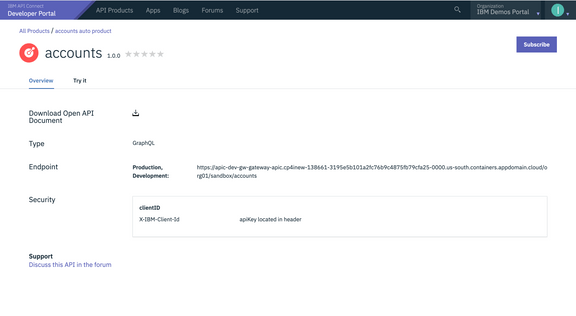 IBM API Connect
Developer Portal
API Products
Apps
Blogs
Forums
Support
Organization
IBM Demos Portal
All Products / accounts auto product
accounts 1.0.0
Subscribe
Overview
Try it
Download Open API
Document
Type
GraphQL
Endpoint
Production,
Development:
https://apic-dev-gw-gateway-apic.cp4inew-138661-3195e5b101a2fc76b9c4875fb79cfa25-0000.us-south.containers.appdomain.cloud/o
rg01/sandbox/accounts
Security
clientID
X-IBM-Client-Id
apiKey located in header
Support
Discuss this API in the forum